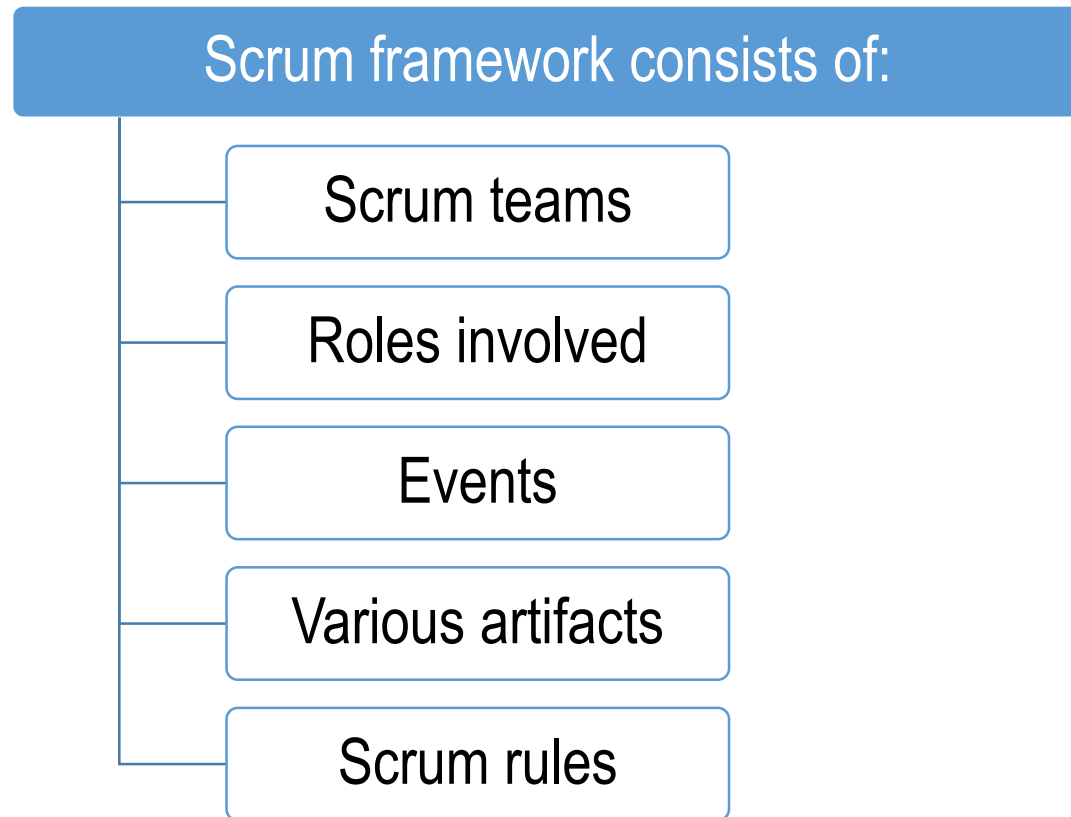 Scrum framework consists of:
Scrum teams
Roles involved
Events
Various artifacts
Scrum rules